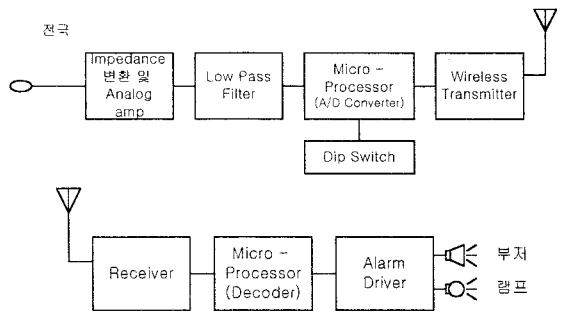 전극
Impedance
변환 및
Analog
amp
Low Pass
Filter
Micro -
Processor
(A/D Converter)
Wireless
Transmitter
Dip Switch
Receiver
Micro -
Processor
(Decoder)
Alarm
Driver
부저
램프